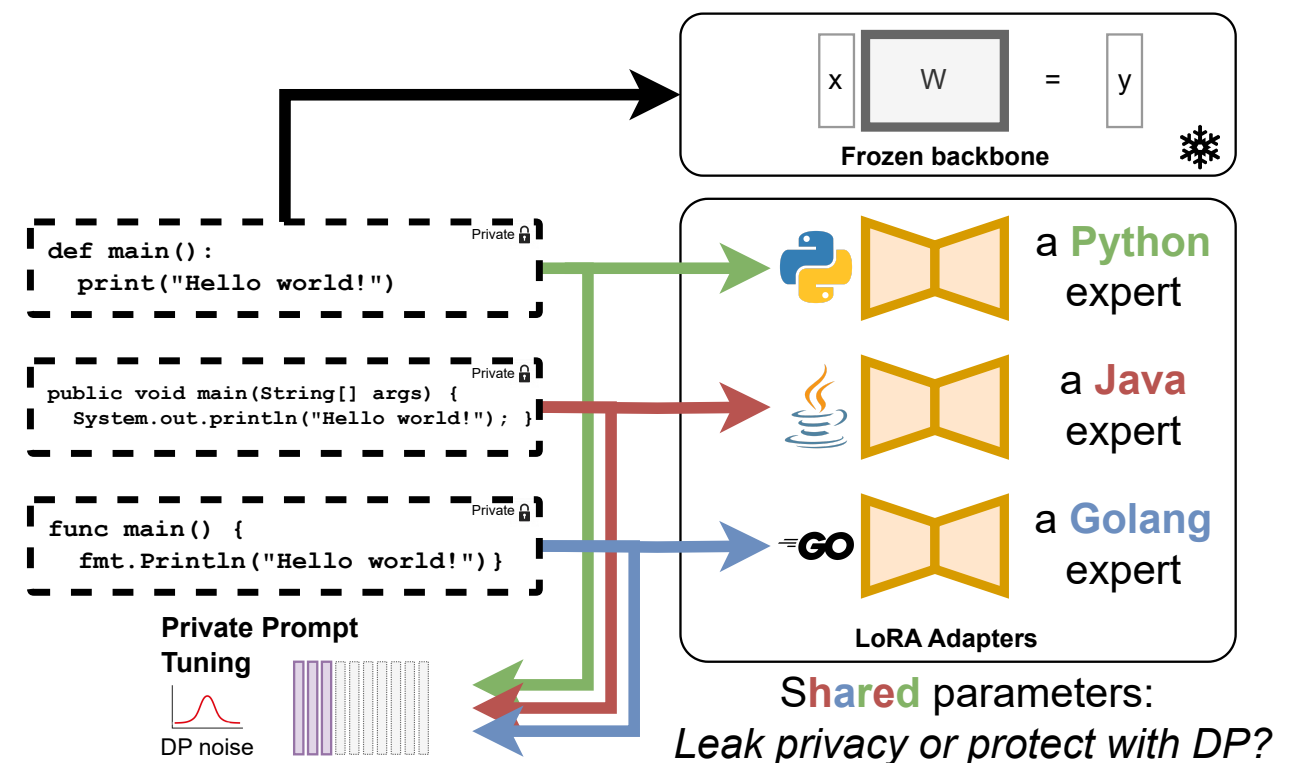 x
W
=
y
Frozen backbone
Private
def main():
print("Hello world!")
Private
public void main(String[] args) {
System.out.println("Hello world!"); }
Private
func main() {
fmt.Println("Hello world!")}
a Python
expert
a Java
expert
GO
a Golang
expert
LoRA Adapters
Private Prompt
Tuning
DP noise
Shared parameters:
Leak privacy or protect with DP?